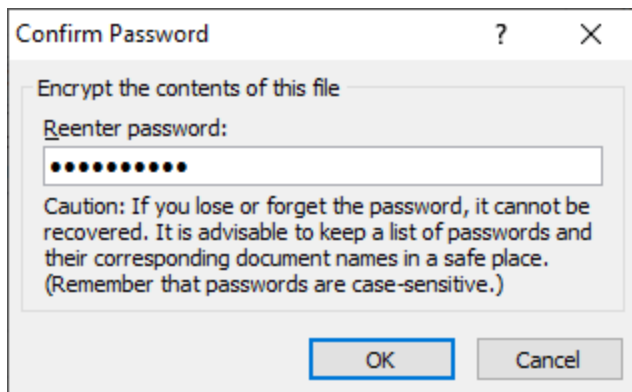 Confirm Password
?
Encrypt the contents of this file
Reenter password:
••••••••••
Caution: If you lose or forget the password, it cannot be
recovered. It is advisable to keep a list of passwords and
their corresponding document names in a safe place.
(Remember that passwords are case-sensitive.)
OK
Cancel